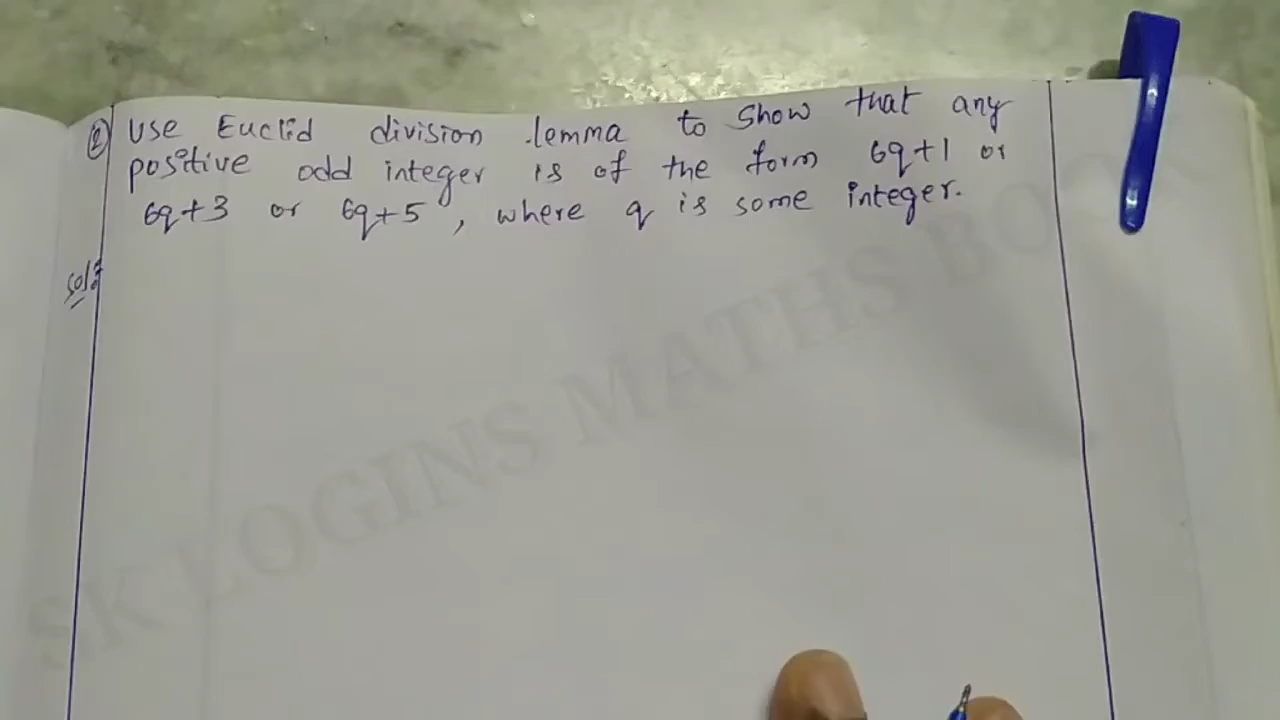 ② Use Euclid division lemma to show that any
positive odd integer is of the form 6q+1 or
6q+3 or 6q+5, where q is some integer.
Sol:
SK LOGINS MATHS BO